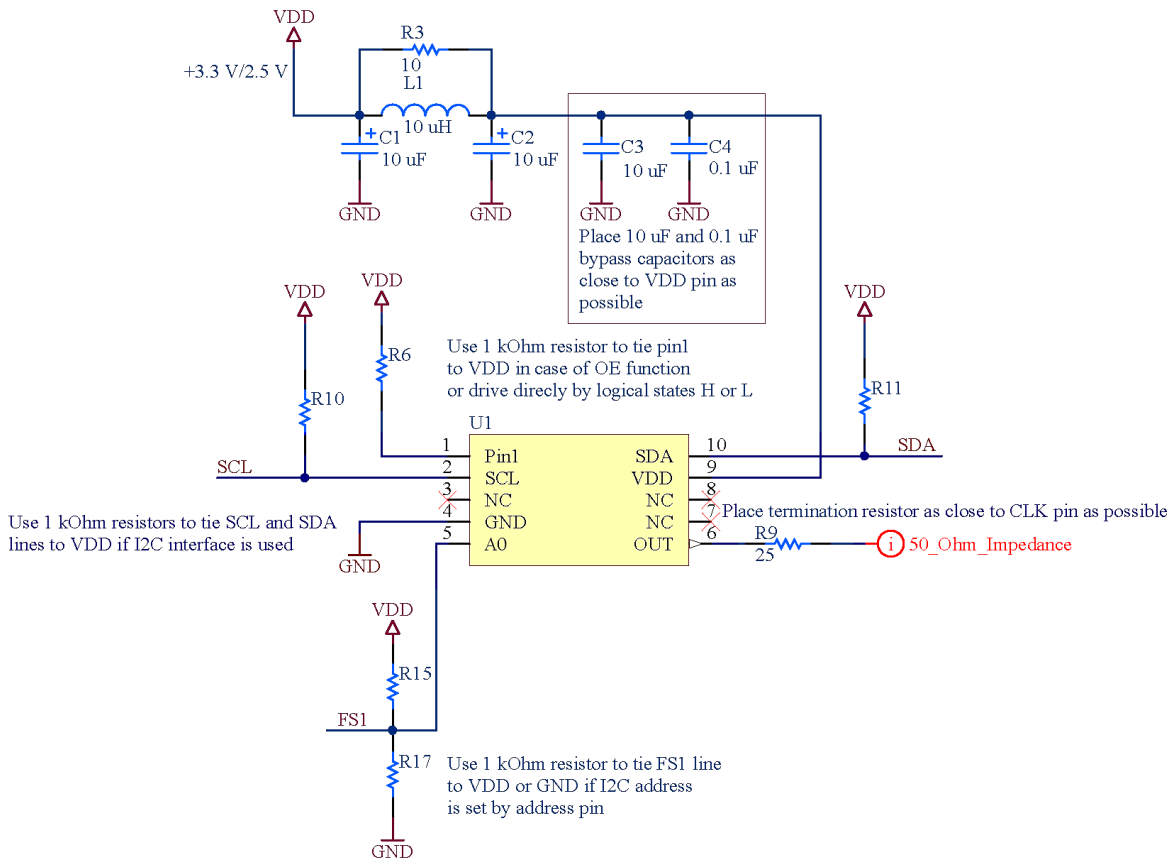 VDD
+3.3 V/2.5 V
R3
10
L1
10 uH
C1
10 uF
C2
10 uF
C3
10 uF
C4
0.1 uF
GND
GND
GND
GND
Place 10 uF and 0.1 uF
bypass capacitors as
close to VDD pin as
possible
VDD
VDD
VDD
R6
R10
R11
Use 1 kOhm resistor to tie pin1
to VDD in case of OE function
or drive direcly by logical states H or L
U1
SCL
SDA
1
2
3
4
5
Pin1
SCL
NC
GND
A0
SDA
VDD
NC
NC
OUT
10
9
8
7
6
Use 1 kOhm resistors to tie SCL and SDA
lines to VDD if I2C interface is used
GND
Place termination resistor as close to CLK pin as possible
R9
25
i
50_Ohm_Impedance
VDD
R15
FS1
R17
GND
Use 1 kOhm resistor to tie FS1 line
to VDD or GND if I2C address
is set by address pin